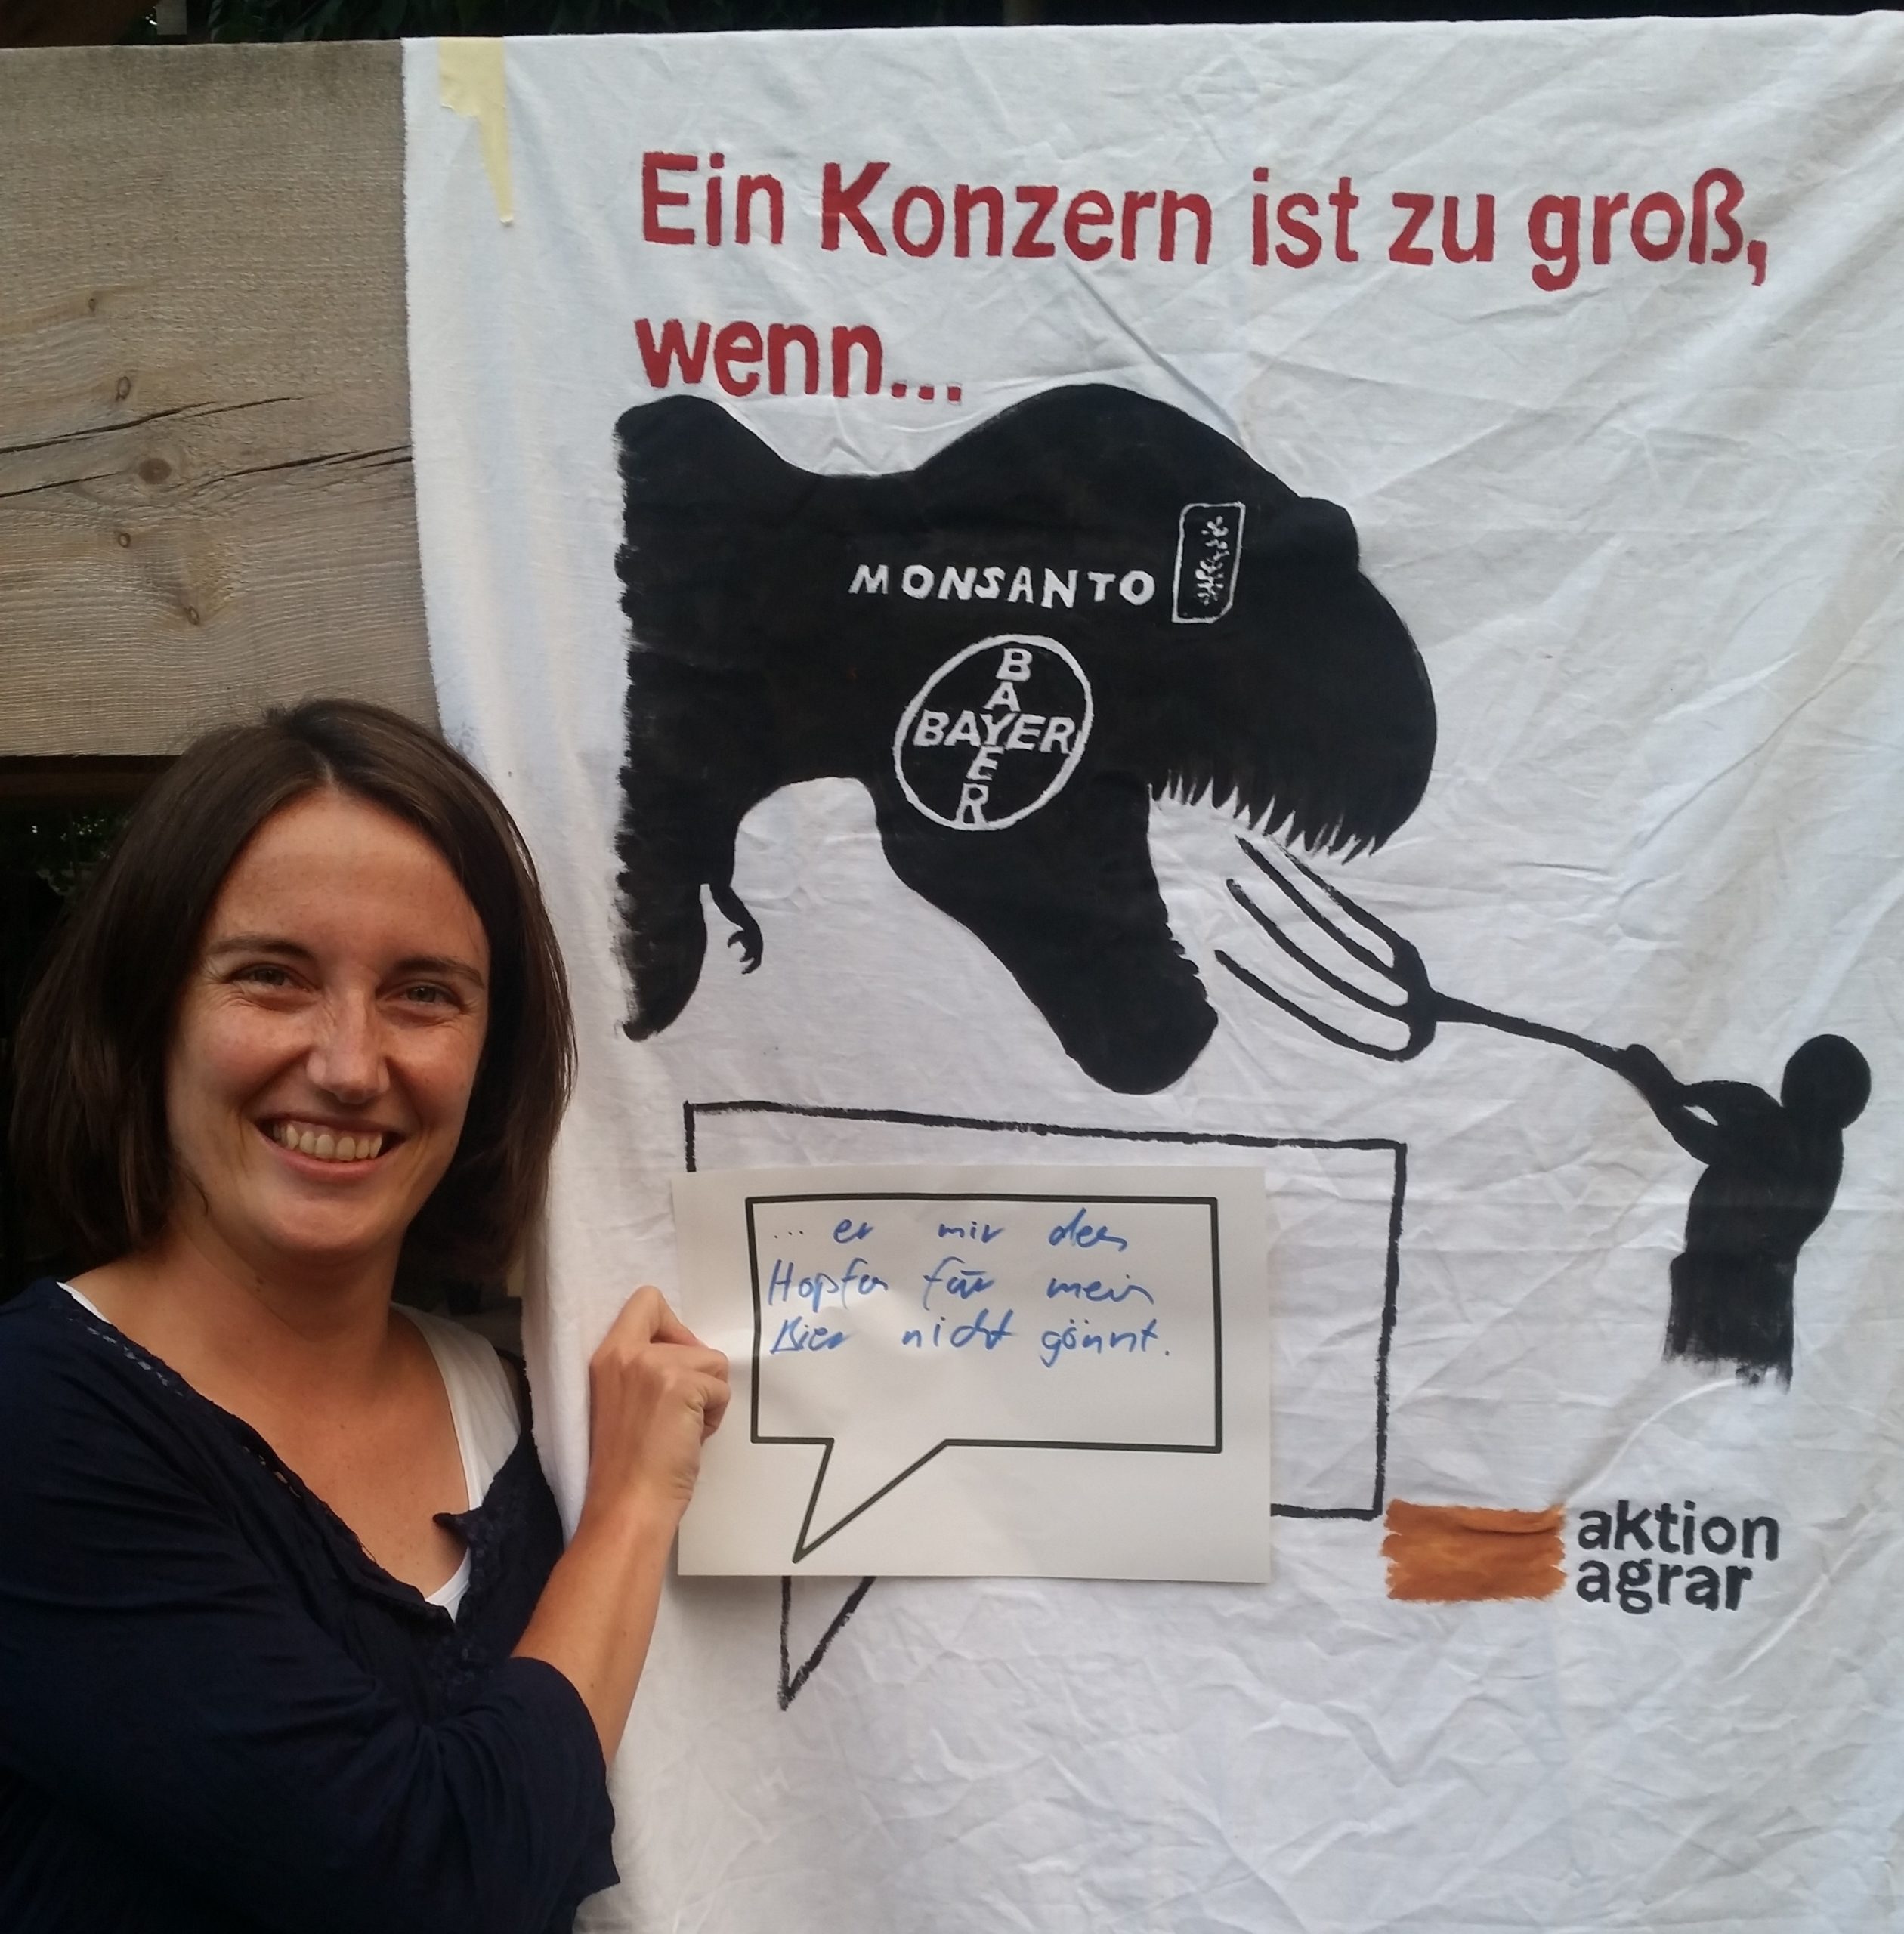 Ein Konzern ist zu groß,
wenn...
MONSANTO
BAYER
BAYER
... er mir den
Hopfen für mein
Bier nicht gönnt.
aktion
agrar